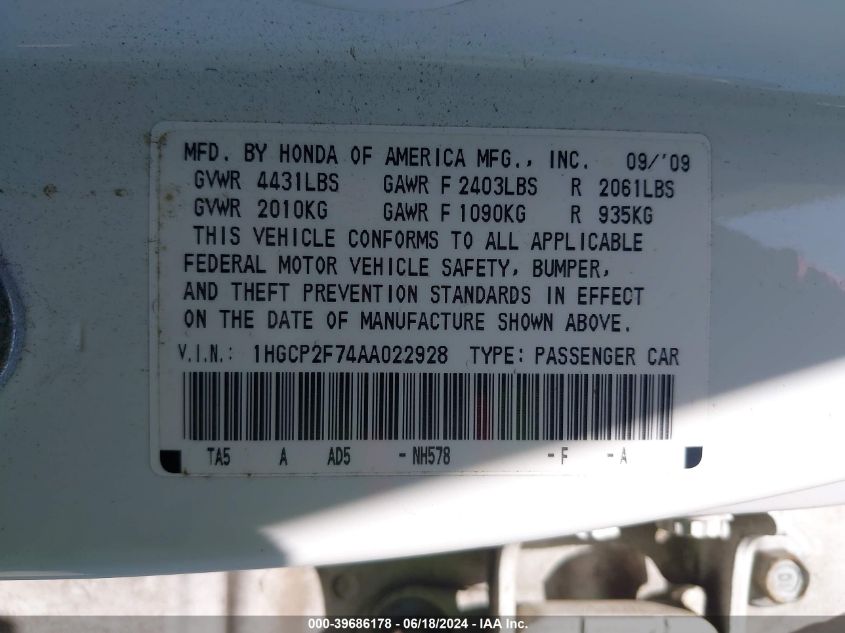 MFD. BY HONDA OF AMERICA MFG., INC. 09/'09
GVWR 4431LBS GAWR F 2403LBS R 2061LBS
GVWR 2010KG GAWR F 1090KG R 935KG
THIS VEHICLE CONFORMS TO ALL APPLICABLE
FEDERAL MOTOR VEHICLE SAFETY, BUMPER,
AND THEFT PREVENTION STANDARDS IN EFFECT
ON THE DATE OF MANUFACTURE SHOWN ABOVE.
V.I.N.: 1HGCP2F74AA022928 TYPE: PASSENGER CAR
TA5 A AD5 -NH578 -F -A
000-39686178 - 06/18/2024 - IAA Inc.